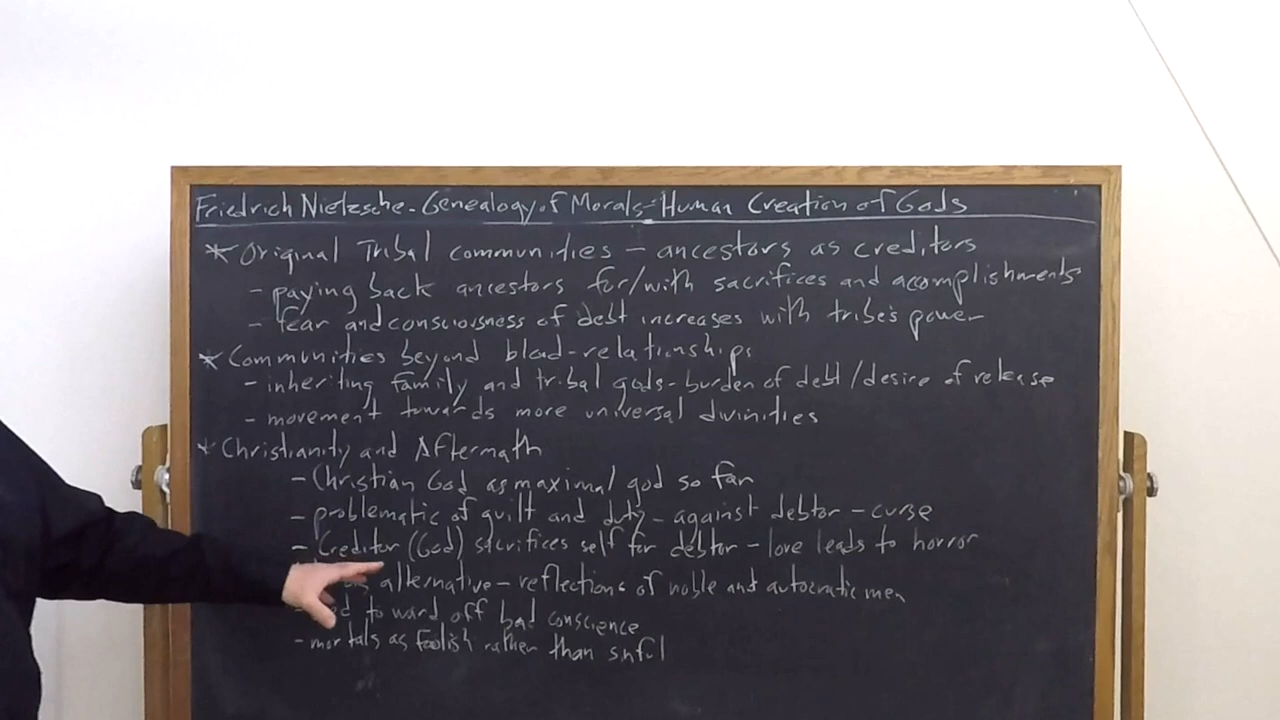 Friedrich Nietzsche - Genealogy of Morals - Human Creation of Gods
* Original Tribal communities - ancestors as creditors
- paying back ancestors for/with sacrifices and accomplishments
- fear and consciousness of debt increases with tribe's power
* Communities beyond blood-relationships
- inheriting family and tribal gods - burden of debt/desire of release
- movement towards more universal divinities
* Christianity and Aftermath
- Christian God as maximal god so far
- problematic of guilt and duty - against debtor - curse
- Creditor (God) sacrifices self for debtor - love leads to horror
alternative - reflections of noble and autocratic men
to ward off bad conscience
- mortals as foolish rather than sinful